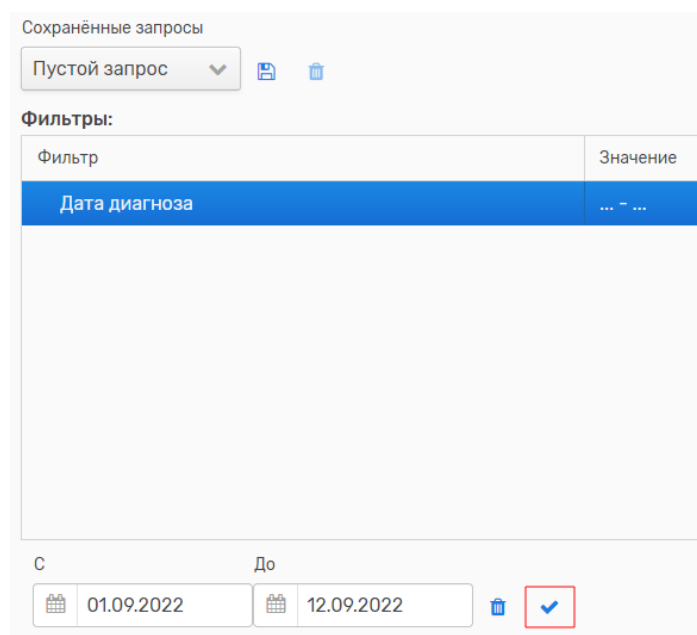 Сохранённые запросы
Пустой запрос
Фильтры:
Фильтр Значение
Дата диагноза ... - ...
С До
01.09.2022 12.09.2022